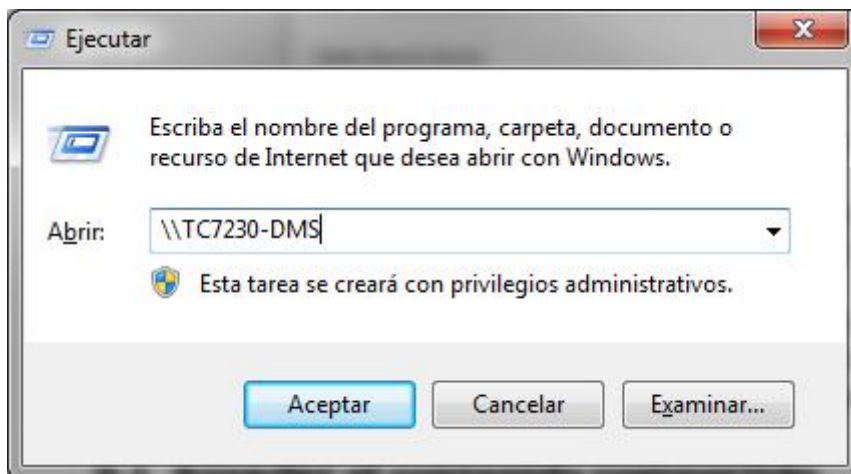 Ejecutar
Escriba el nombre del programa, carpeta, documento o
recurso de Internet que desea abrir con Windows.
Abrir: \\TC7230-DMS
Esta tarea se creará con privilegios administrativos.
Aceptar Cancelar Examinar...